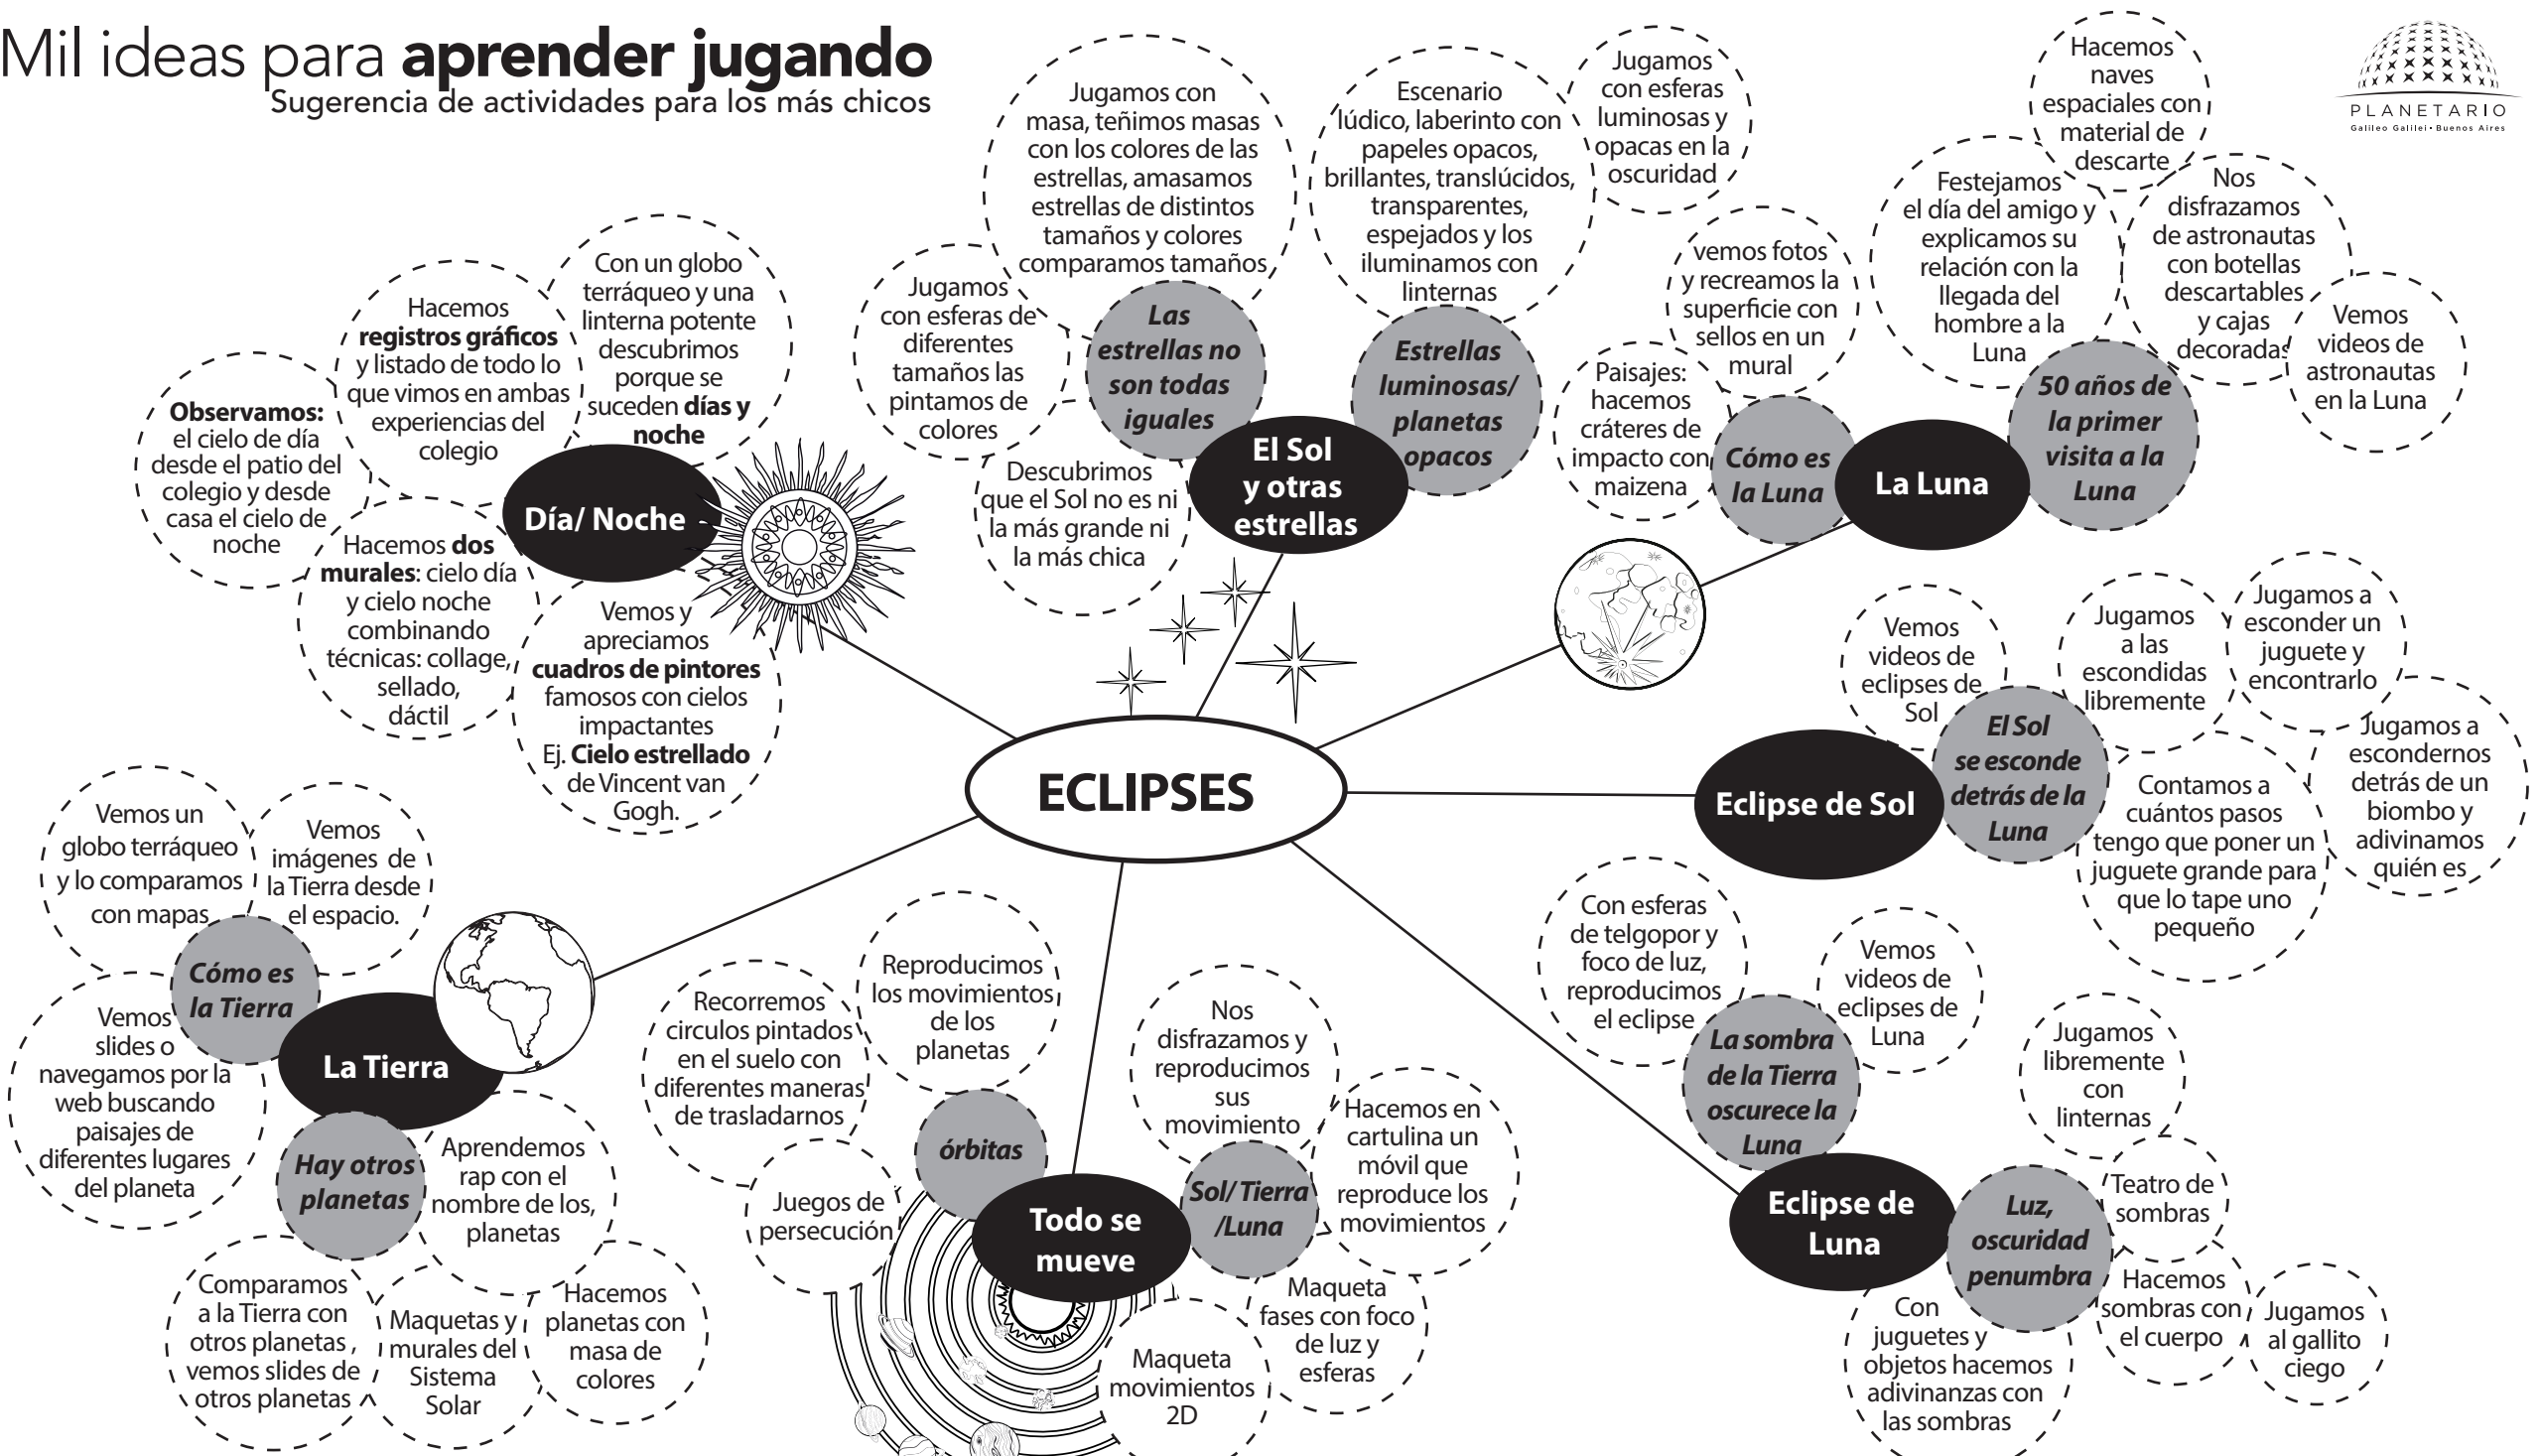 Mil ideas para aprender jugando
Sugerencia de actividades para los más chicos
PLANETARIO
Galileo Galilei • Buenos Aires
ECLIPSES
Día/ Noche
Observamos:
el cielo de día
desde el patio del
colegio y desde
casa el cielo de
noche
Hacemos
registros gráficos
y listado de todo lo
que vimos en ambas
experiencias del
colegio
Con un globo
terráqueo y una
linterna potente
descubrimos
porque se
suceden días y
noche
Hacemos dos
murales: cielo día
y cielo noche
combinando
técnicas: collage,
sellado,
dáctil
Vemos y
apreciamos
cuadros de pintores
famosos con cielos
impactantes
Ej. Cielo estrellado
de Vincent van
Gogh.
El Sol
y otras
estrellas
Las
estrellas no
son todas
iguales
Jugamos
con esferas de
diferentes
tamaños las
pintamos de
colores
Jugamos con
masa, teñimos masas
con los colores de las
estrellas, amasamos
estrellas de distintos
tamaños y colores
comparamos tamaños
Descubrimos
que el Sol no es ni
la más grande ni
la más chica
Estrellas
luminosas/
planetas
opacos
Escenario
lúdico, laberinto con
papeles opacos,
brillantes, translúcidos,
transparentes,
espejados y los
iluminamos con
linternas
Jugamos
con esferas
luminosas y
opacas en la
oscuridad
La Luna
Cómo es
la Luna
Paisajes:
hacemos
cráteres de
impacto con
maizena
vemos fotos
y recreamos la
superficie con
sellos en un
mural
50 años de
la primer
visita a la
Luna
Festejamos
el día del amigo y
explicamos su
relación con la
llegada del
hombre a la
Luna
Hacemos
naves
espaciales con
material de
descarte
Nos
disfrazamos
de astronautas
con botellas
descartables
y cajas
decoradas
Vemos
videos de
astronautas
en la Luna
Eclipse de Sol
El Sol
se esconde
detrás de la
Luna
Vemos
videos de
eclipses de
Sol
Jugamos
a las
escondidas
libremente
Jugamos a
esconder un
juguete y
encontrarlo
Jugamos a
escondernos
detrás de un
biombo y
adivinamos
quién es
Contamos a
cuántos pasos
tengo que poner un
juguete grande para
que lo tape uno
pequeño
Eclipse de
Luna
La sombra
de la Tierra
oscurece la
Luna
Con esferas
de telgopor y
foco de luz,
reproducimos
el eclipse
Vemos
videos de
eclipses de
Luna
Luz,
oscuridad
penumbra
Jugamos
libremente
con
linternas
Teatro de
sombras
Hacemos
sombras con
el cuerpo
Jugamos
al gallito
ciego
Con
juguetes y
objetos hacemos
adivinanzas con
las sombras
Todo se
mueve
órbitas
Recorremos
circulos pintados
en el suelo con
diferentes maneras
de trasladarnos
Reproducimos
los movimientos
de los
planetas
Juegos de
persecución
Sol/ Tierra
/Luna
Nos
disfrazamos y
reproducimos
sus
movimiento
Hacemos en
cartulina un
móvil que
reproduce los
movimientos
Maqueta
fases con foco
de luz y
esferas
Maqueta
movimientos
2D
La Tierra
Cómo es
la Tierra
Vemos un
globo terráqueo
y lo comparamos
con mapas
Vemos
imágenes de
la Tierra desde
el espacio.
Vemos
slides o
navegamos por la
web buscando
paisajes de
diferentes lugares
del planeta
Hay otros
planetas
Aprendemos
rap con el
nombre de los,
planetas
Comparamos
a la Tierra con
otros planetas ,
vemos slides de
otros planetas
Maquetas y
murales del
Sistema
Solar
Hacemos
planetas con
masa de
colores